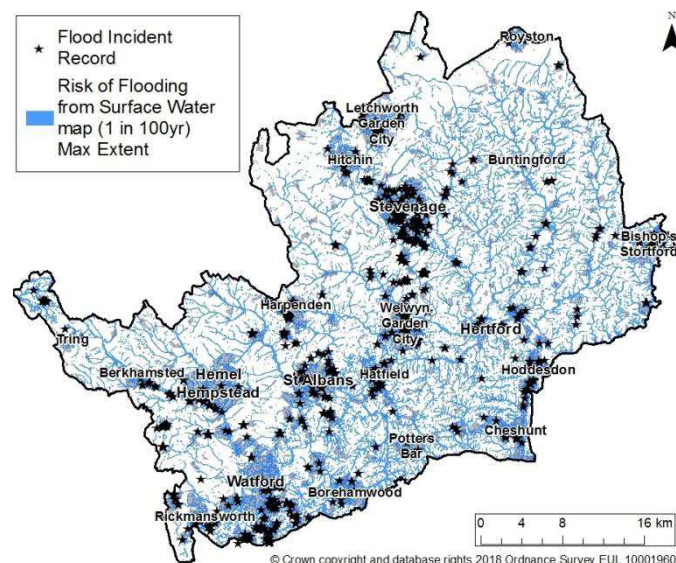 Flood Incident
Record
Risk of Flooding
from Surface Water
map (1 in 100yr)
Max Extent
N
Royston
Letchworth
Garden
City
Hitchin
Buntingford
Stevenage
Bishop's
Stortford
Harpenden
Welwyn
Garden
City
Hertford
Tring
Berkhamsted
Hemel
Hempstead
St Albans
Hatfield
Hoddesdon
Potters
Bar
Cheshunt
Watford
Borehamwood
Rickmansworth
0 4 8 16 km
© Crown copyright and database rights 2018 Ordnance Survey EUL 10001960